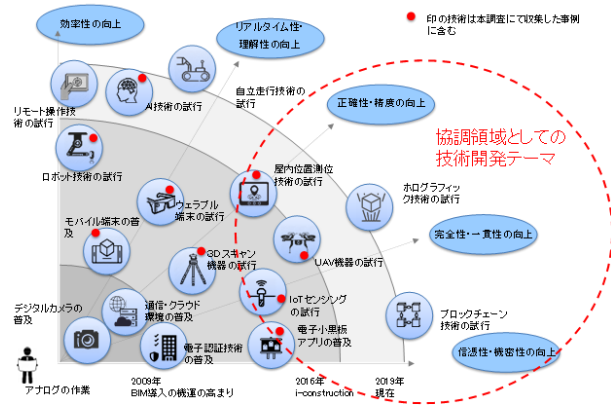 効率性の向上
リアルタイム性・
理解性の向上
印の技術は本調査にて収集した事例
に含む
自立走行技術の
試行
正確性・精度の向上
リモート操作技
術の試行
AI技術の試行
協調領域としての
技術開発テーマ
ロボット技術の試行
屋内位置測位
技術の試行
ホログラフィッ
ク技術の試行
ウェラブル
端末の試行
モバイル端末の普
及
完全性・一貫性の向上
3Dスキャン
機器の試行
UAV機器の試行
IoTセンシング
の試行
デジタルカメラの
普及
通信・クラウド
環境の普及
ブロックチェーン
技術の試行
電子認証技術
の普及
電子小黒板
アプリの普及
信憑性・機密性の向上
アナログの作業
2009年
BIM導入の機運の高まり
2016年
i-construction
2019年
現在